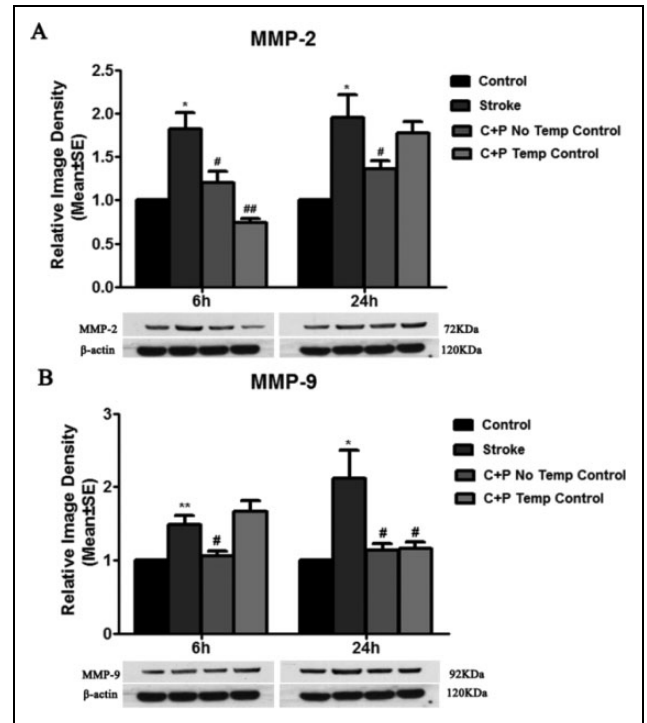 A
MMP-2
Relative Image Density
(Mean±SE)
2.5
2.0
1.5
1.0
0.5
0.0
*
#
##
*
#
Control
Stroke
C+P No Temp Control
C+P Temp Control
6h
24h
MMP-2
72KDa
β-actin
120KDa
B
MMP-9
Relative Image Density
(Mean±SE)
3
2
1
0
**
#
*
#
#
Control
Stroke
C+P No Temp Control
C+P Temp Control
6h
24h
MMP-9
92KDa
β-actin
120KDa